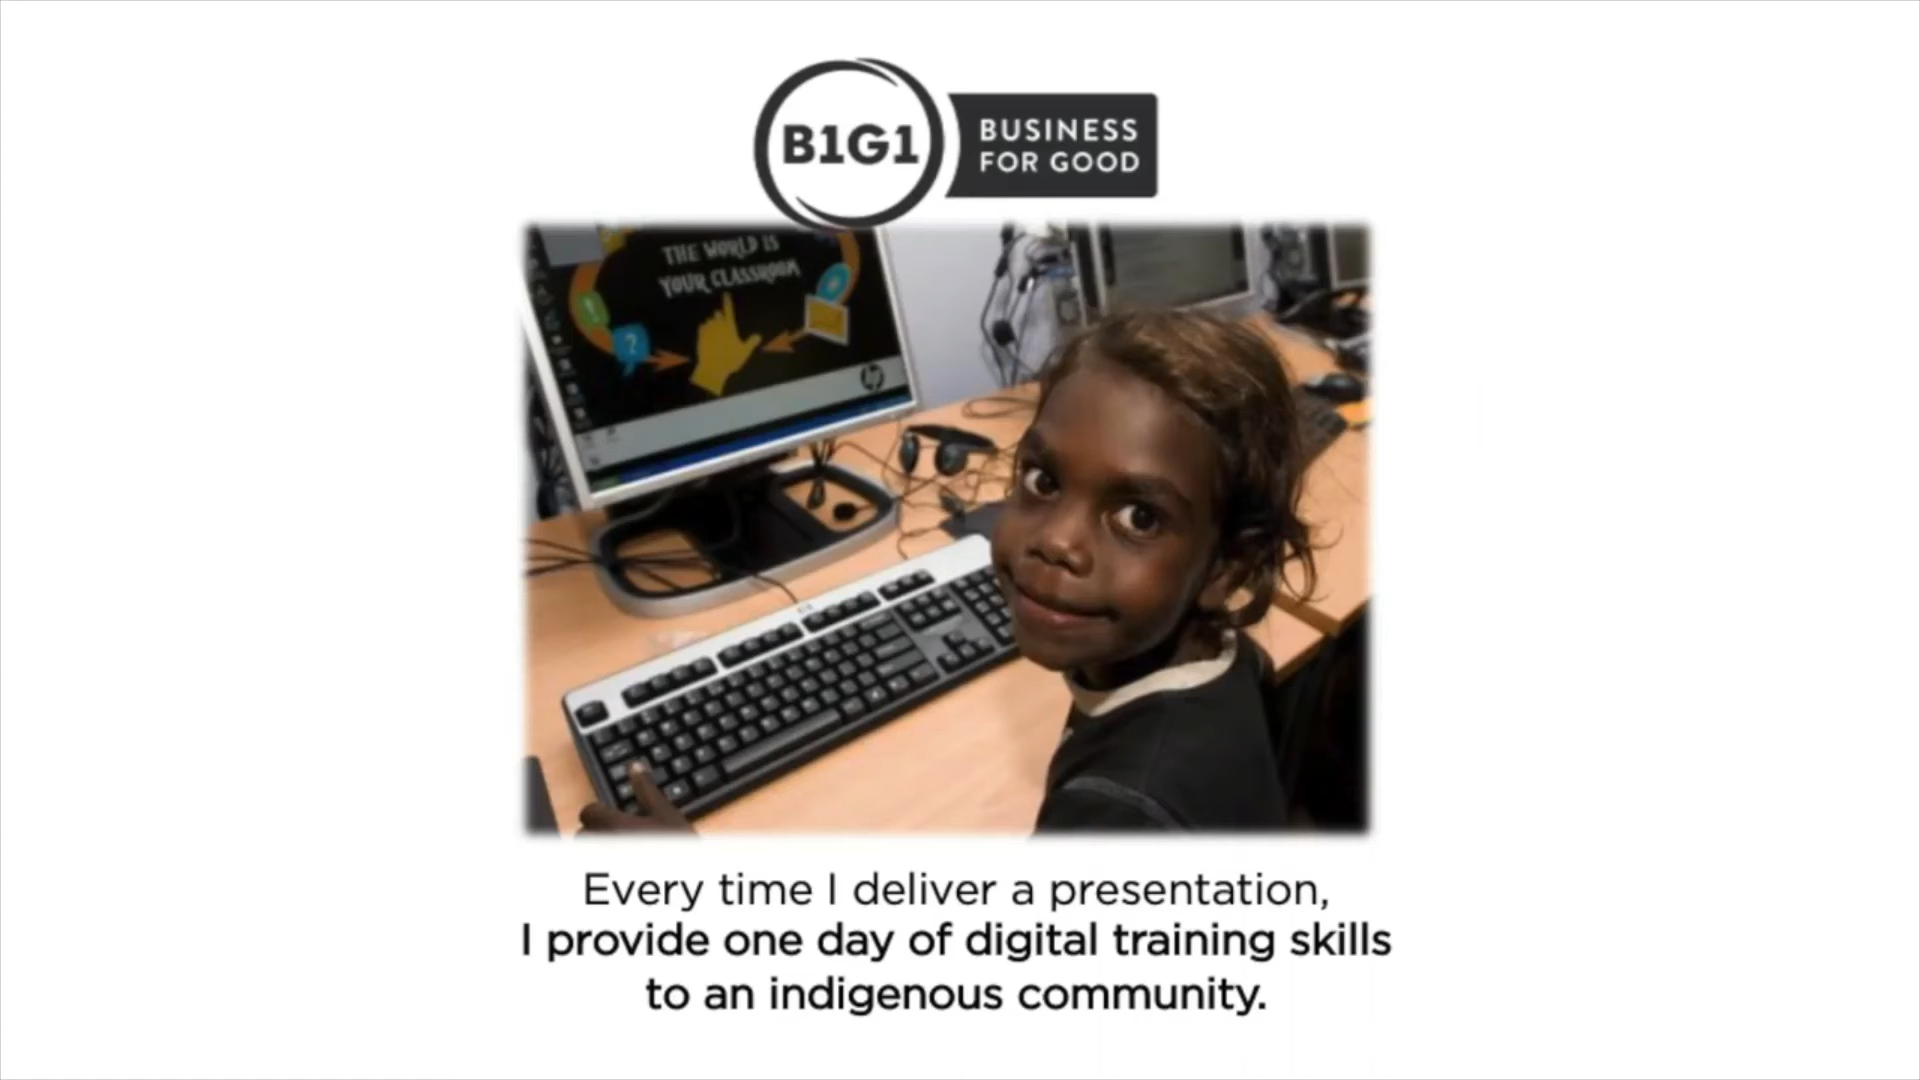 B1G1
BUSINESS
FOR GOOD
THE WORLD IS
YOUR CLASSROOM
!
?
hp
Every time I deliver a presentation,
I provide one day of digital training skills
to an indigenous community.